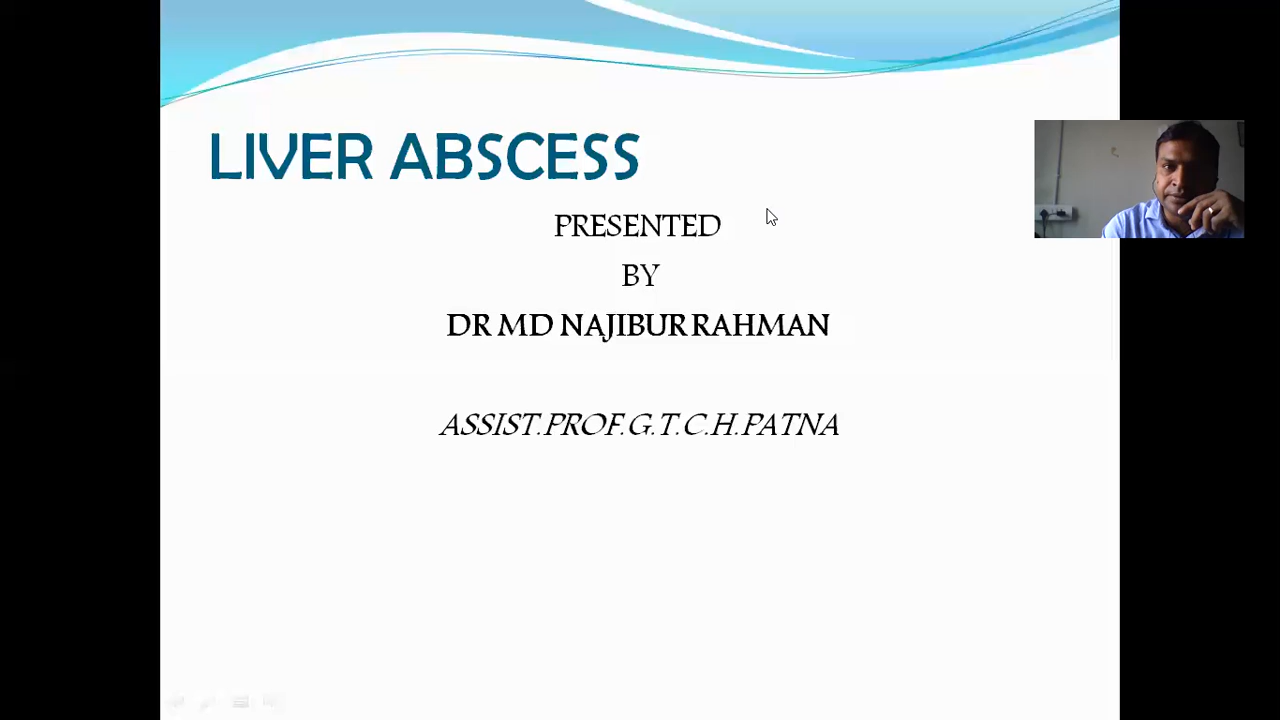 LIVER ABSCESS
PRESENTED
BY
DR MD NAJIBUR RAHMAN
ASSIST.PROF.G.T.C.H.PATNA